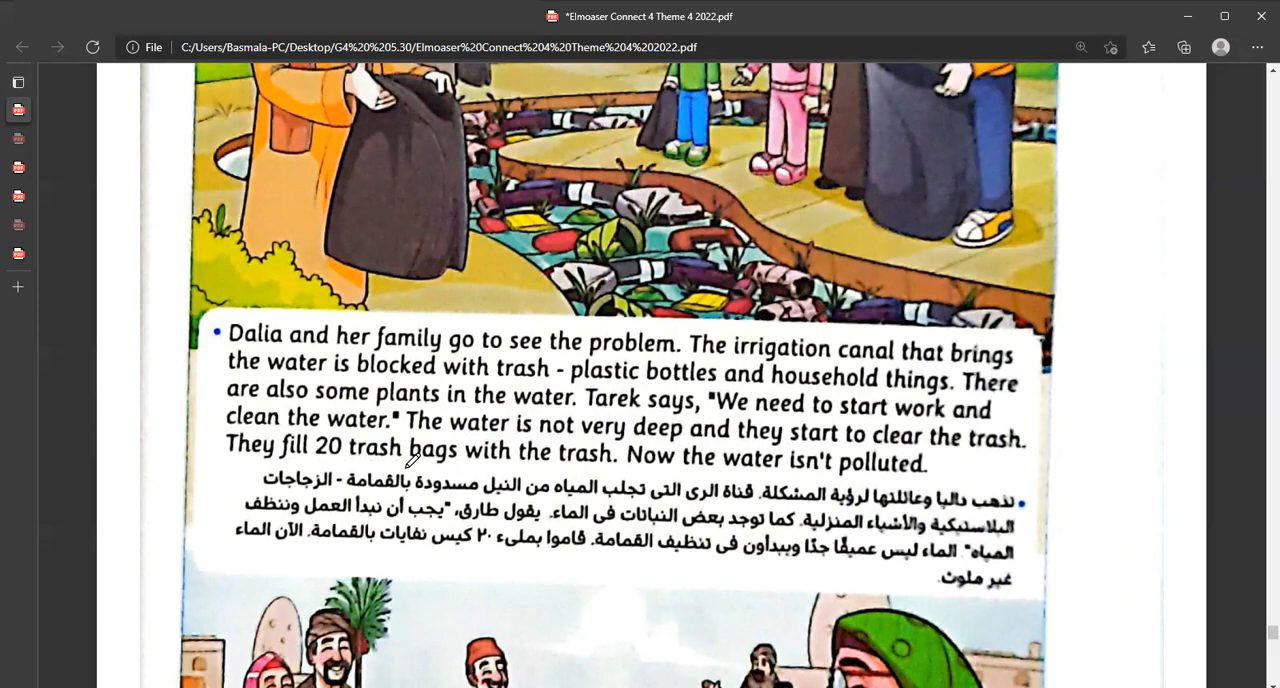 *Elmoaser Connect 4 Theme 4 2022.pdf
File C:/Users/Basmala-PC/Desktop/G4%20%205.30/Elmoaser%20Connect%204%20Theme%204%202022.pdf
• Dalia and her family go to see the problem. The irrigation canal that brings
the water is blocked with trash - plastic bottles and household things. There
are also some plants in the water. Tarek says, "We need to start work and
clean the water." The water is not very deep and they start to clear the trash.
They fill 20 trash bags with the trash. Now the water isn't polluted.
• تذهب داليا وعائلتها لرؤية المشكلة. قناة الرى التى تجلب المياه من النيل مسدودة بالقمامة - الزجاجات
البلاستيكية والأشياء المنزلية. كما توجد بعض النباتات فى الماء. يقول طارق، "يجب أن نبدأ العمل وننظف
المياه". الماء ليس عميقًا جدًا ويبدأون فى تنظيف القمامة. قاموا بملىء ٢٠ كيس نفايات بالقمامة. الآن الماء
غير ملوث.